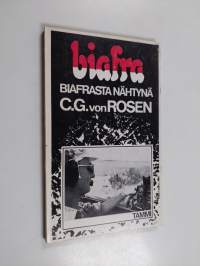 biafra
BIAFRASTA NÄHTYNÄ
C.G. von ROSEN
TAMMI